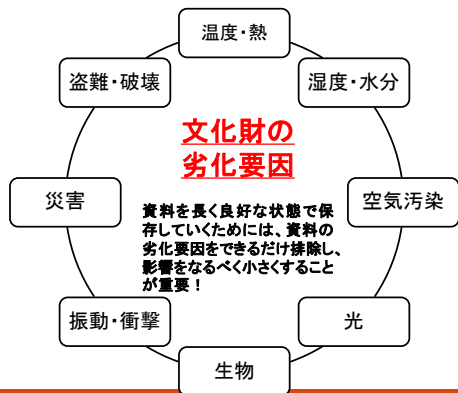 温度・熱
盗難・破壊
湿度・水分
文化財の
劣化要因
災害
空気汚染
資料を長く良好な状態で保
存していくためには、資料の
劣化要因をできるだけ排除し、
影響をなるべく小さくすること
が重要！
振動・衝撃
光
生物